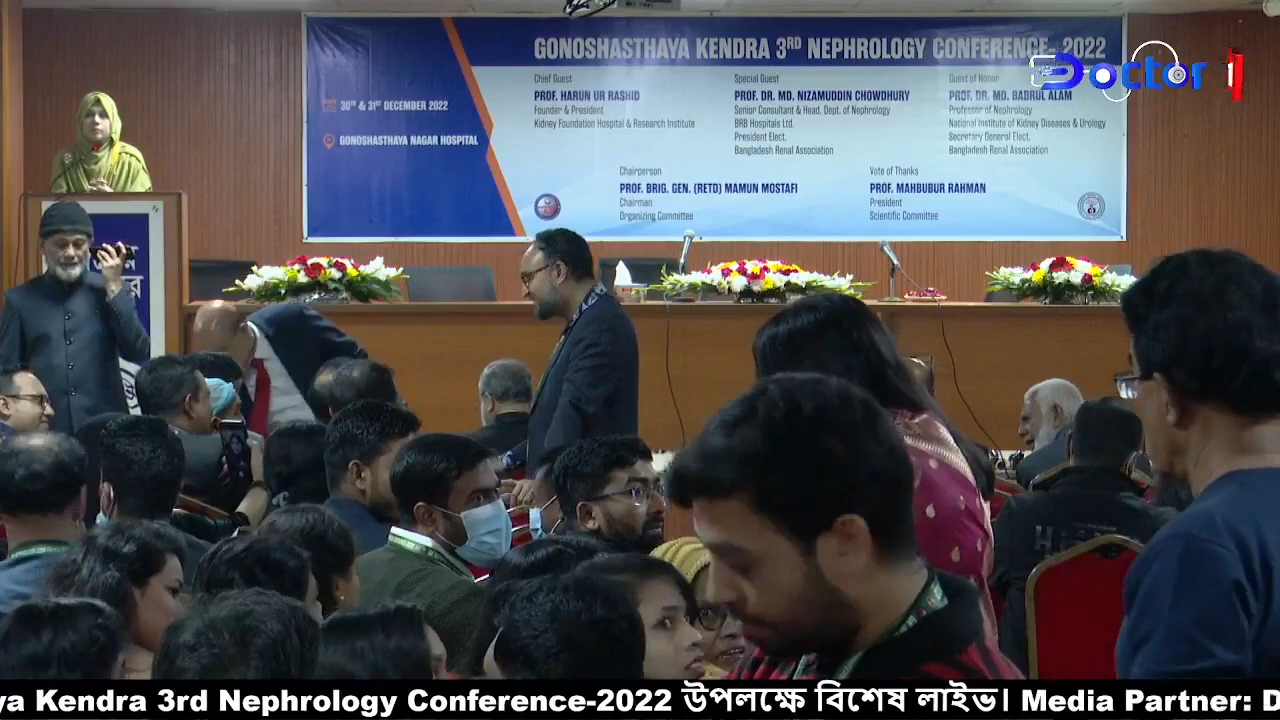 GONOSHASTHAYA KENDRA 3RD NEPHROLOGY CONFERENCE- 2022
Doctor
30TH & 31ST DECEMBER 2022
GONOSHASTHAYA NAGAR HOSPITAL
Chief Guest
PROF. HARUN UR RASHID
Founder & President
Kidney Foundation Hospital & Research Institute
Special Guest
PROF. DR. MD. NIZAMUDDIN CHOWDHURY
Senior Consultant & Head. Dept. of Nephrology
BRB Hospitals Ltd.
President Elect.
Bangladesh Renal Association
Guest of Honor
PROF. DR. MD. BADRUL ALAM
Professor of Nephrology
National Institute of Kidney Diseases & Urology
Secretary General Elect.
Bangladesh Renal Association
Chairperson
PROF. BRIG. GEN. (RETD) MAMUN MOSTAFI
Chairman
Organizing Committee
Vote of Thanks
PROF. MAHBUBUR RAHMAN
President
Scientific Committee
ya Kendra 3rd Nephrology Conference-2022 উপলক্ষে বিশেষ লাইভ। Media Partner: D